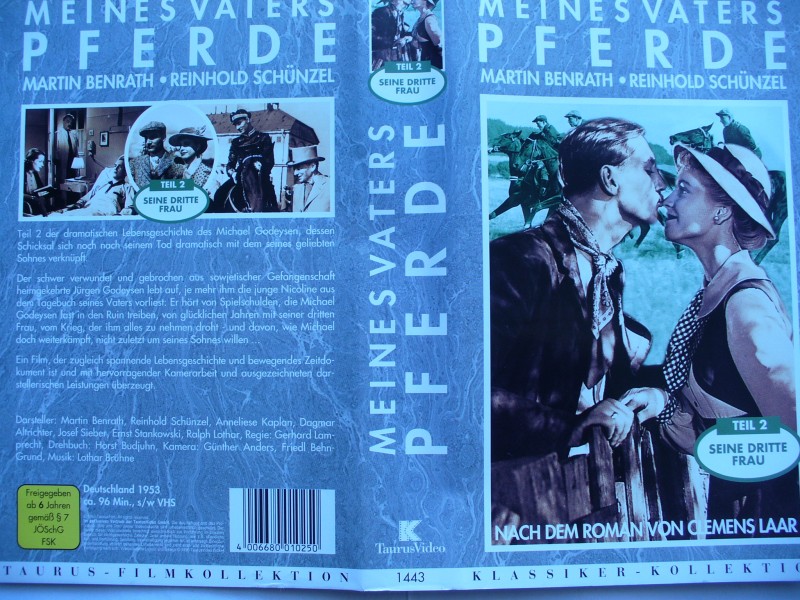 MEINES VATERS
PFERDE
MARTIN BENRATH • REINHOLD SCHÜNZEL
TEIL 2
SEINE DRITTE
FRAU
Teil 2 der dramatischen Lebensgeschichte des Michael Godeysen, dessen
Schicksal sich noch nach seinem Tod dramatisch mit dem seines geliebten
Sohnes verknüpft.
Der schwer verwundet und gebrochen aus sowjetischer Gefangenschaft
heimgekehrte Jürgen Godeysen lebt auf, je mehr ihm die junge Nicoline aus
dem Tagebuch seines Vaters vorliest: Er hört von Spielschulden, die Michael
Godeysen fast in den Ruin treiben, von glücklichen Jahren mit seiner dritten
Frau, vom Krieg, der ihm alles zu nehmen droht - und davon, wie Michael
doch weiterkämpft, nicht zuletzt um seines Sohnes willen ...
Ein Film, der zugleich spannende Lebensgeschichte und bewegendes Zeitdo-
kument ist und mit hervorragender Kameraarbeit und ausgezeichneten dar-
stellerischen Leistungen überzeugt.
Darsteller: Martin Benrath, Reinhold Schünzel, Anneliese Kaplan, Dagmar
Altrichter, Josef Sieber, Ernst Stankowski, Ralph Lothar, Regie: Gerhard Lam-
precht, Drehbuch: Horst Budjuhn, Kamera: Günther Anders, Friedl Behn-
Grund, Musik: Lothar Brühne
Freigegeben
ab 6 Jahren
gemäß § 7
JÖSchG
FSK
Deutschland 1953
ca. 96 Min., s/w VHS
4 006680 010250
TAURUS-FILMKOLLEKTION
TEIL 2
SEINE DRITTE
FRAU
MEINES VATERS
PFERDE
K
TaurusVideo
1443
MEINES VATERS
PFERDE
MARTIN BENRATH • REINHOLD SCHÜNZEL
TEIL 2
SEINE DRITTE
FRAU
NACH DEM ROMAN VON CLEMENS LAAR
KLASSIKER-KOLLEKTIO